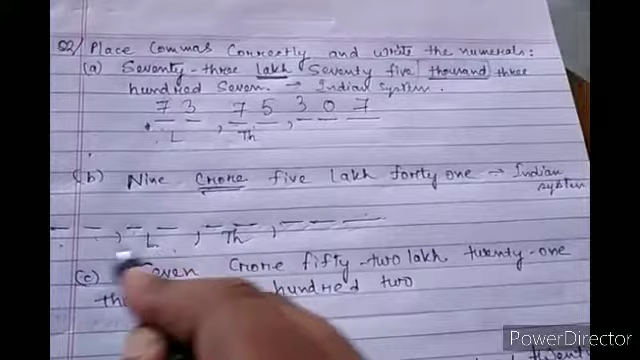 Q2/ Place Commas Correctly and write the numerals:
(a) Seventy-three lakh Seventy five thousand three
hundred Seven. → Indian System.
7 3 7 5 3 0 7
L , Th ,
(b) Nine Crore five lakh forty one → Indian
system
, L , Th ,
(c) Seven Crore fifty-two lakh twenty-one
hundred two
PowerDirector